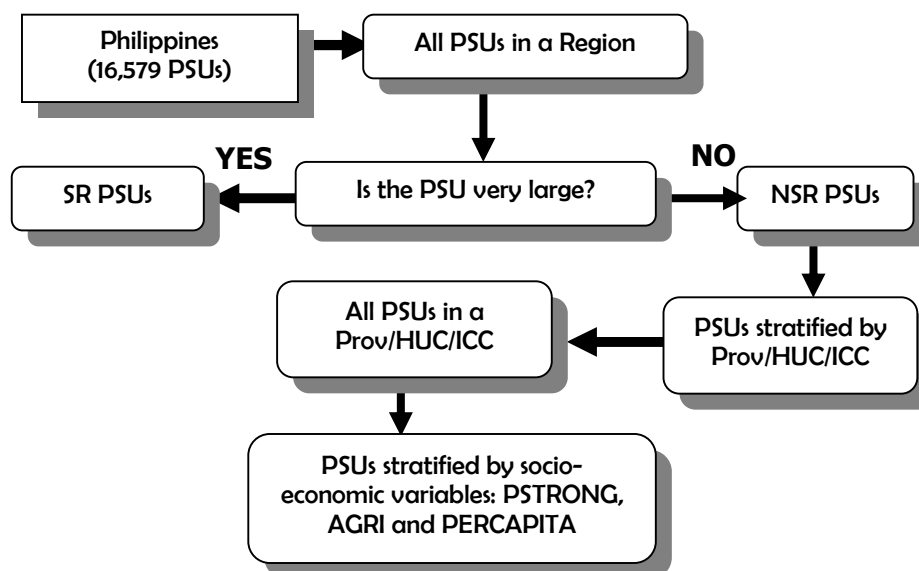 Philippines
(16,579 PSUs)
All PSUs in a Region
YES
NO
SR PSUs
Is the PSU very large?
NSR PSUs
All PSUs in a
Prov/HUC/ICC
PSUs stratified by
Prov/HUC/ICC
PSUs stratified by socio-
economic variables: PSTRONG,
AGRI and PERCAPITA